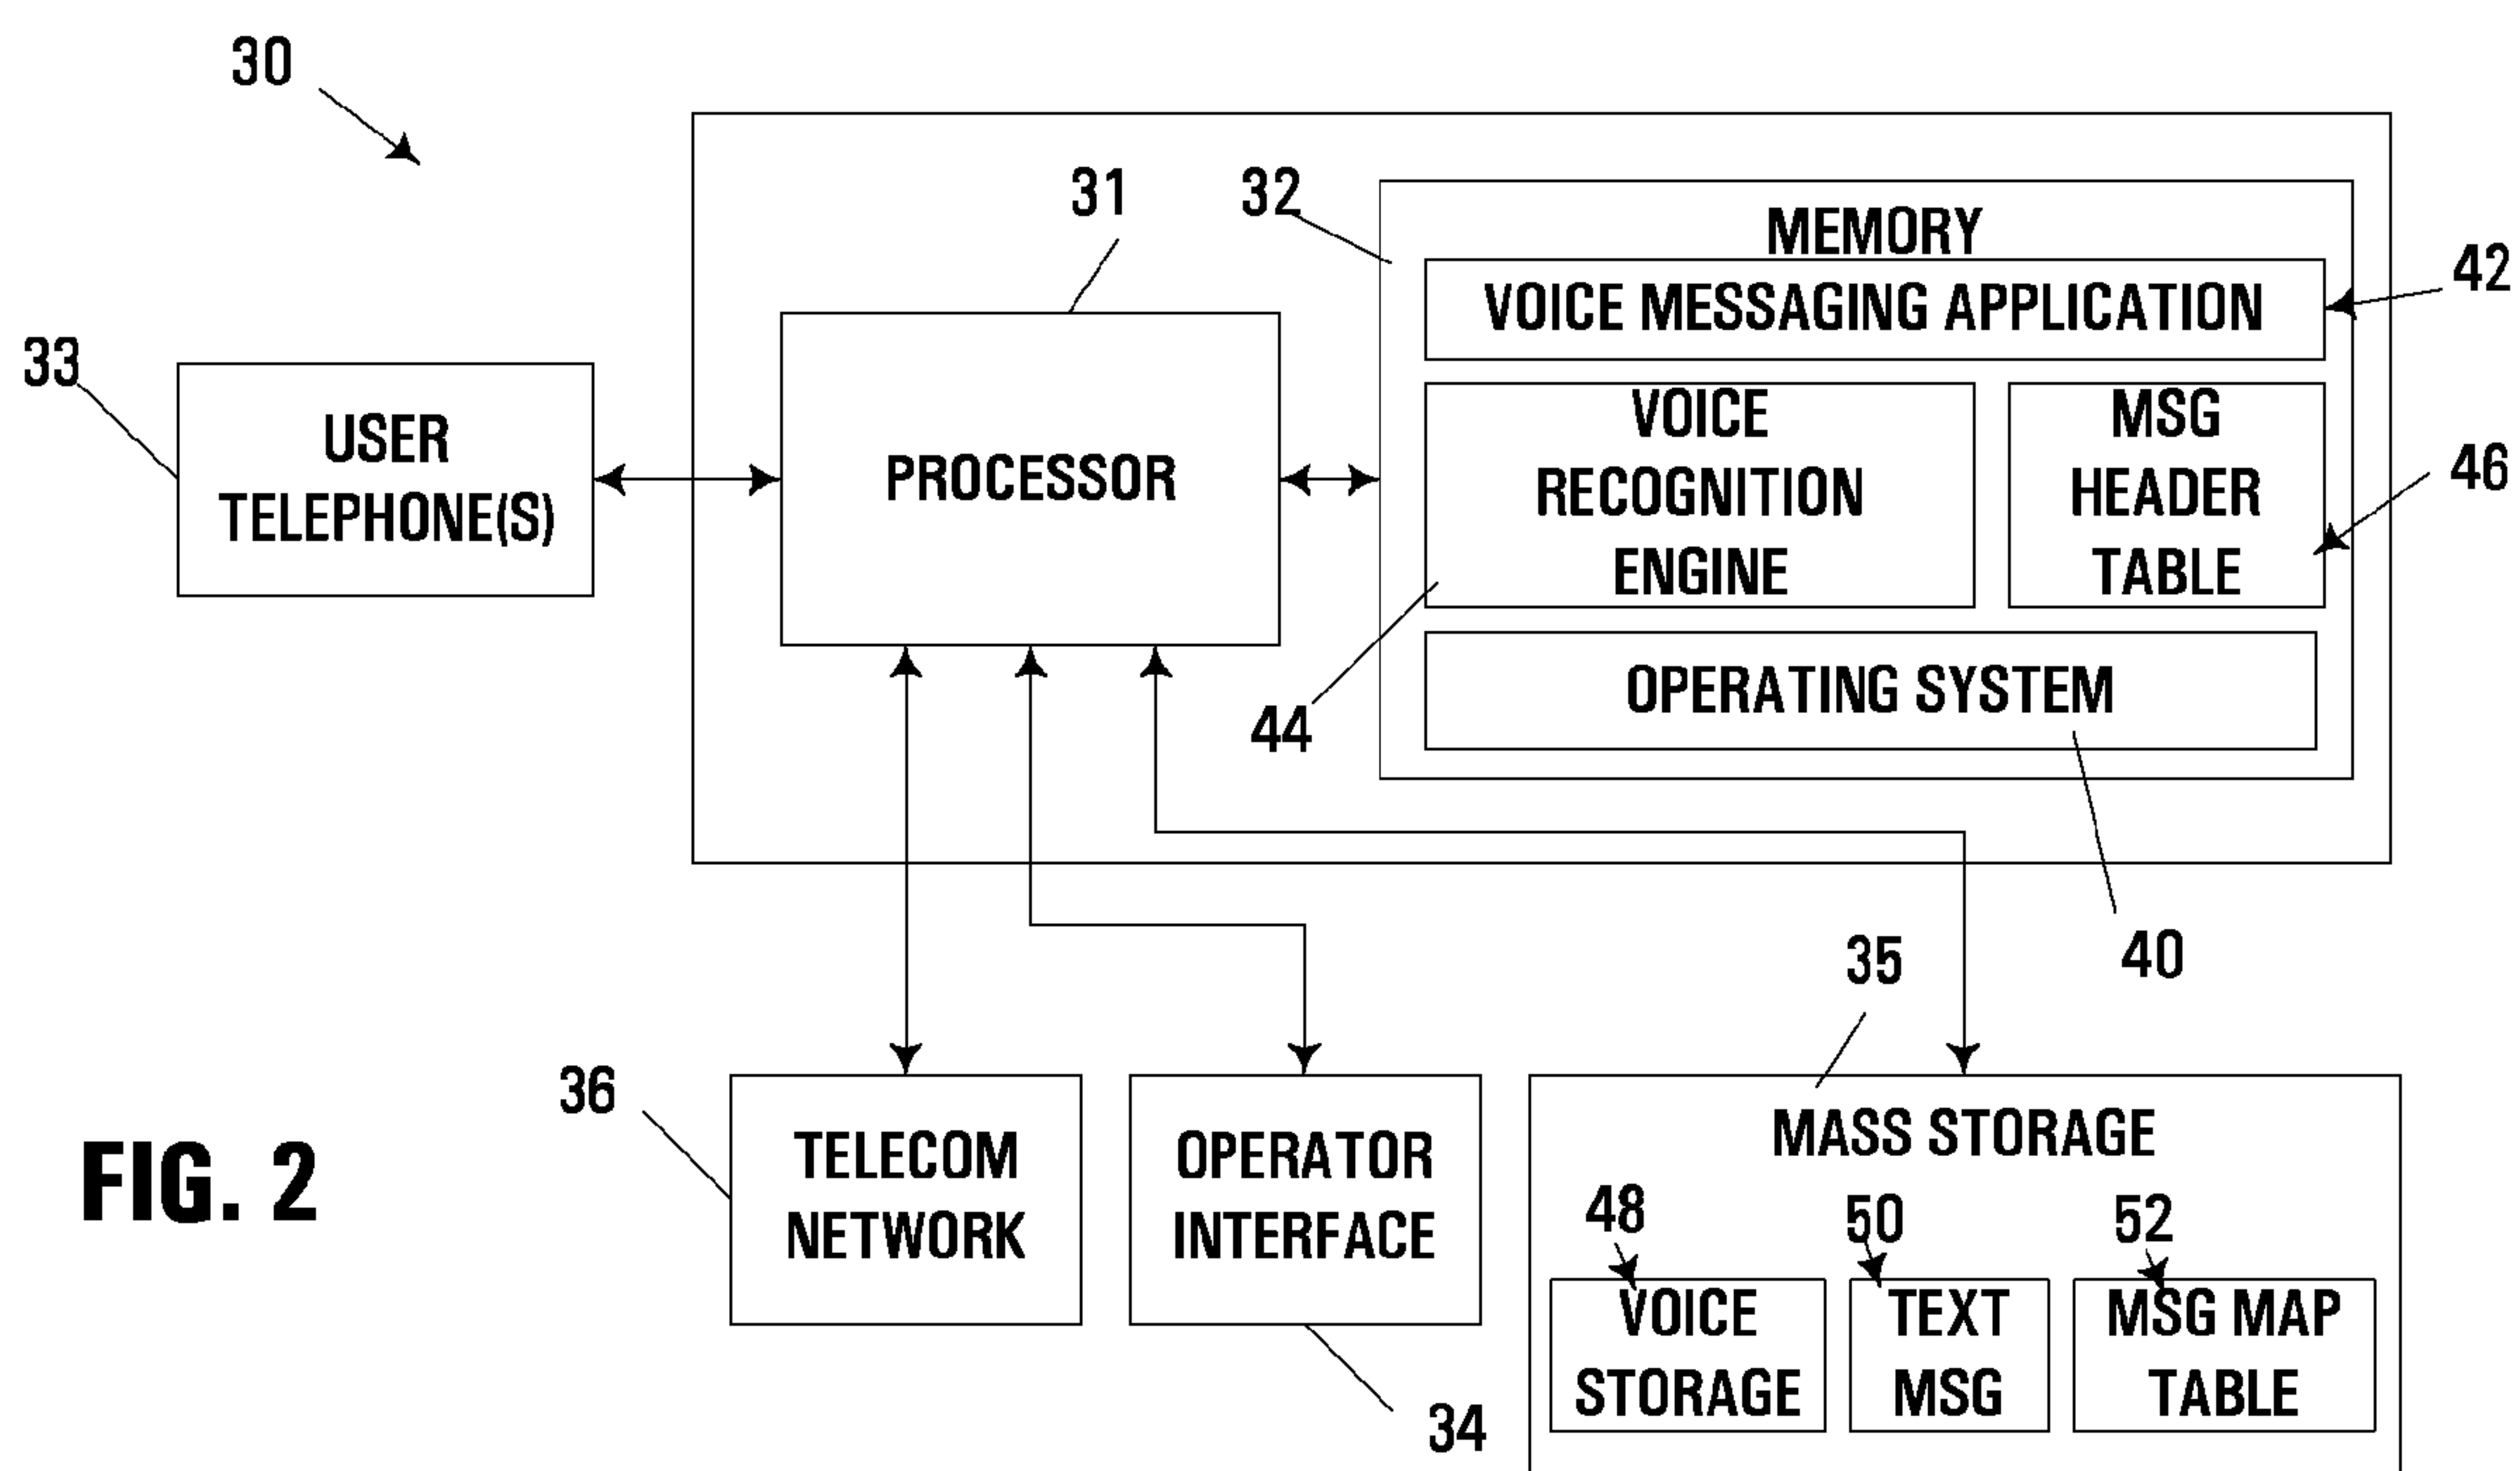 30
31
32
MEMORY
VOICE MESSAGING APPLICATION
42
33
USER
TELEPHONE(S)
PROCESSOR
VOICE
RECOGNITION
ENGINE
MSG
HEADER
TABLE
46
44
OPERATING SYSTEM
40
35
36
TELECOM
NETWORK
OPERATOR
INTERFACE
34
MASS STORAGE
48
50
52
VOICE
STORAGE
TEXT
MSG
MSG MAP
TABLE
FIG. 2